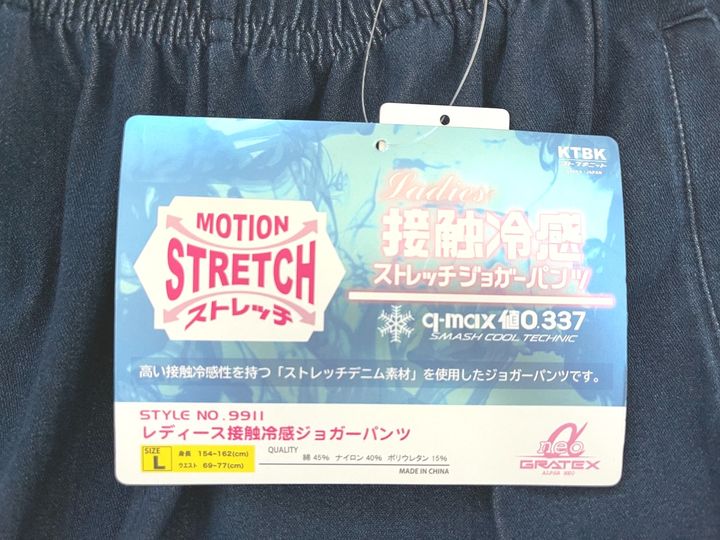 KTBK
Ladies'
接触冷感
ストレッチジョガーパンツ
MOTION
STRETCH
ストレッチ
q-max値0.337
SMASH COOL TECHNIC
高い接触冷感性を持つ「ストレッチデニム素材」を使用したジョガーパンツです。
STYLE NO.9911
レディース接触冷感ジョガーパンツ
SIZE
L
身長 154-162(cm)
ウエスト 69-77(cm)
QUALITY
綿 45% ナイロン 40% ポリウレタン 15%
MADE IN CHINA
neo
GRATEX